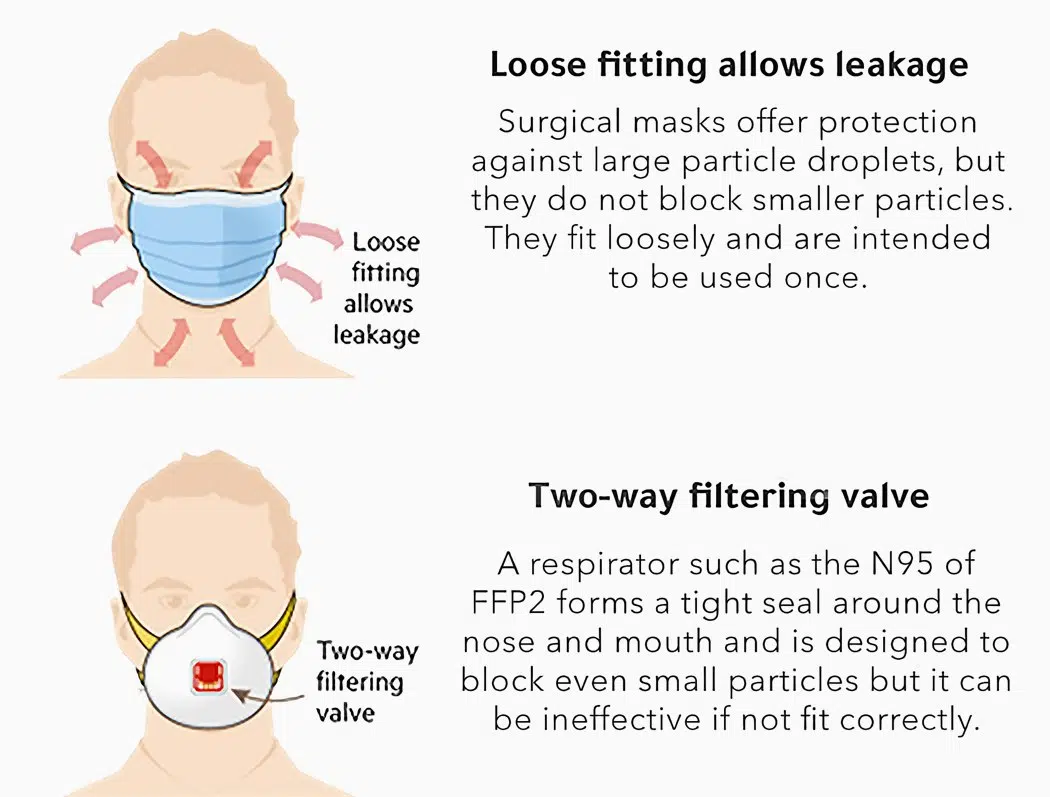 Loose fitting allows leakage
Surgical masks offer protection
against large particle droplets, but
they do not block smaller particles.
They fit loosely and are intended
to be used once.
Loose
fitting
allows
leakage
Two-way filtering valve
A respirator such as the N95 of
FFP2 forms a tight seal around the
nose and mouth and is designed to
block even small particles but it can
be ineffective if not fit correctly.
Two-way
filtering
valve